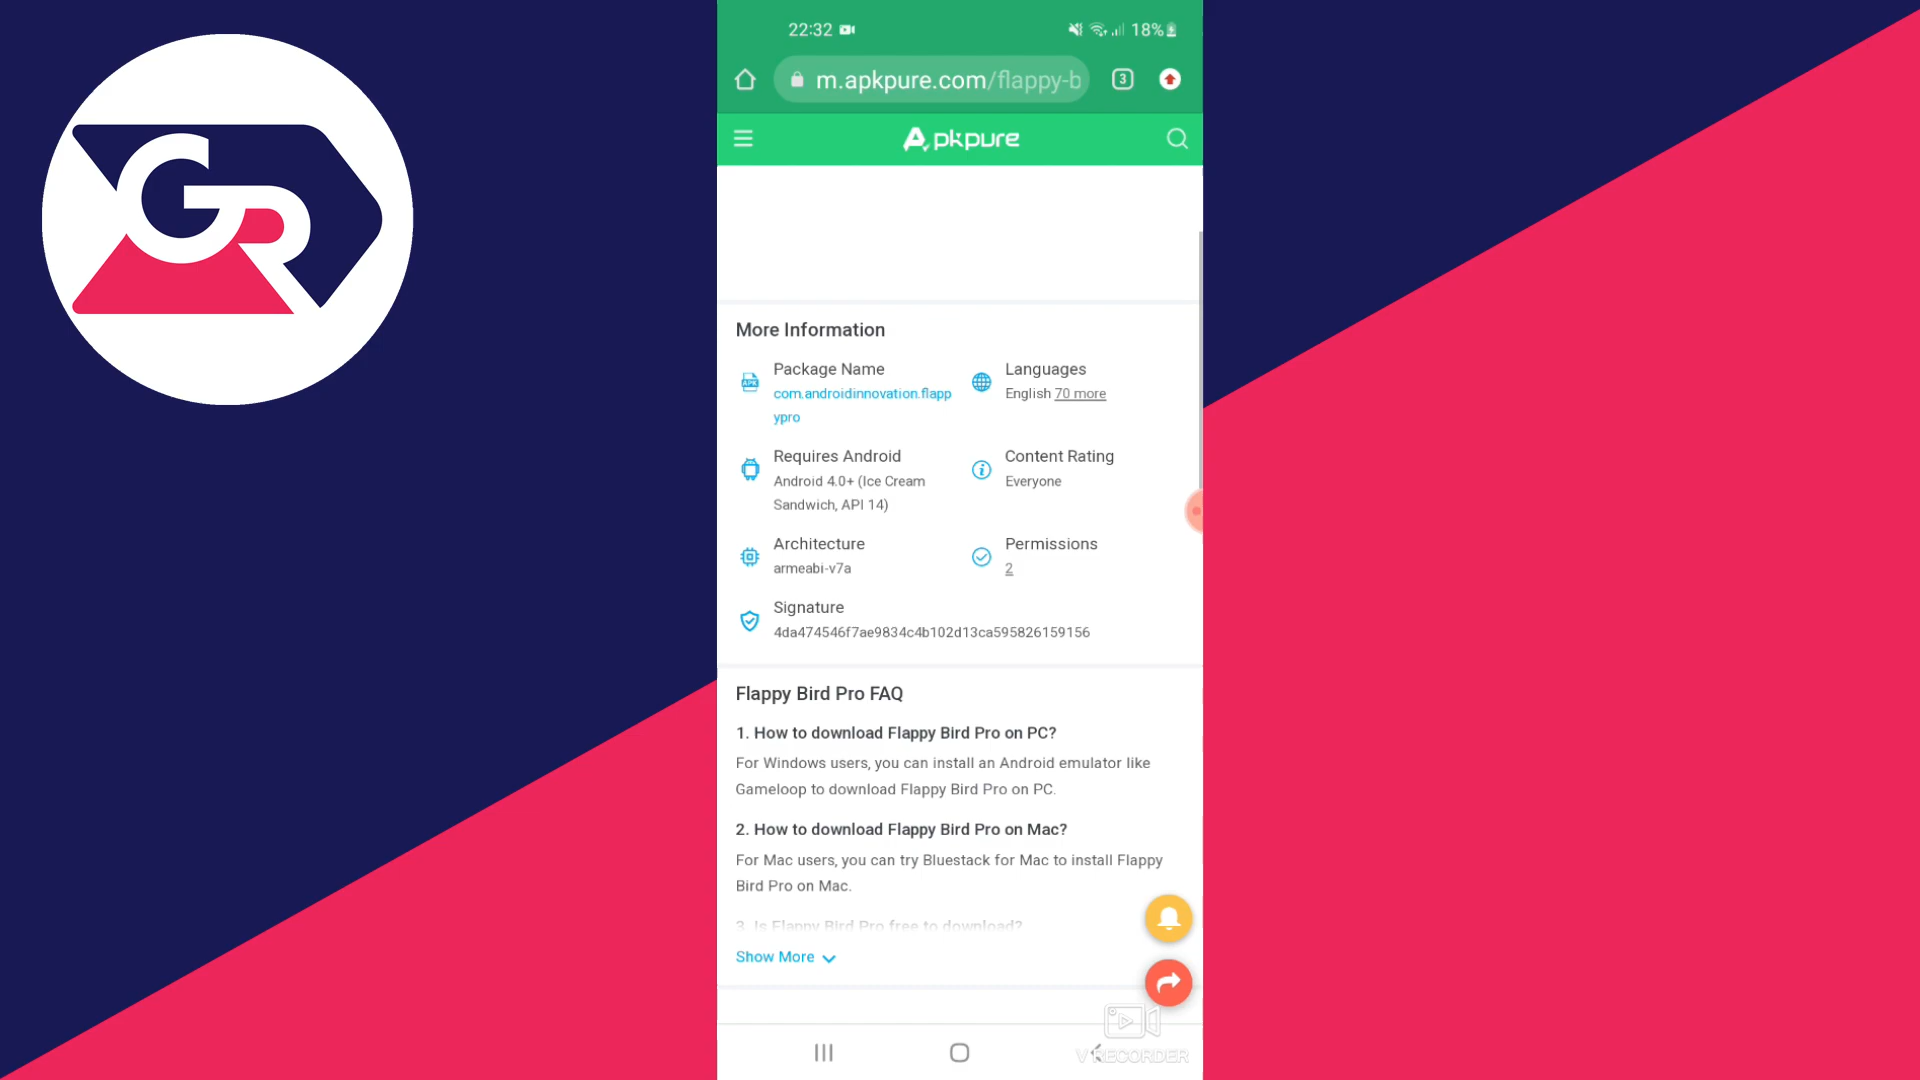 GR
22:32
18%
m.apkpure.com/flappy-b
3
Apkpure
More Information
Package Name
com.androidinnovation.flapp
ypro
Languages
English 70 more
Requires Android
Android 4.0+ (Ice Cream
Sandwich, API 14)
Content Rating
Everyone
Architecture
armeabi-v7a
Permissions
2
Signature
4da474546f7ae9834c4b102d13ca595826159156
Flappy Bird Pro FAQ
1. How to download Flappy Bird Pro on PC?
For Windows users, you can install an Android emulator like
Gameloop to download Flappy Bird Pro on PC.
2. How to download Flappy Bird Pro on Mac?
For Mac users, you can try Bluestack for Mac to install Flappy
Bird Pro on Mac.
3. Is Flappy Bird Pro free to download?
Show More
V RECORDER